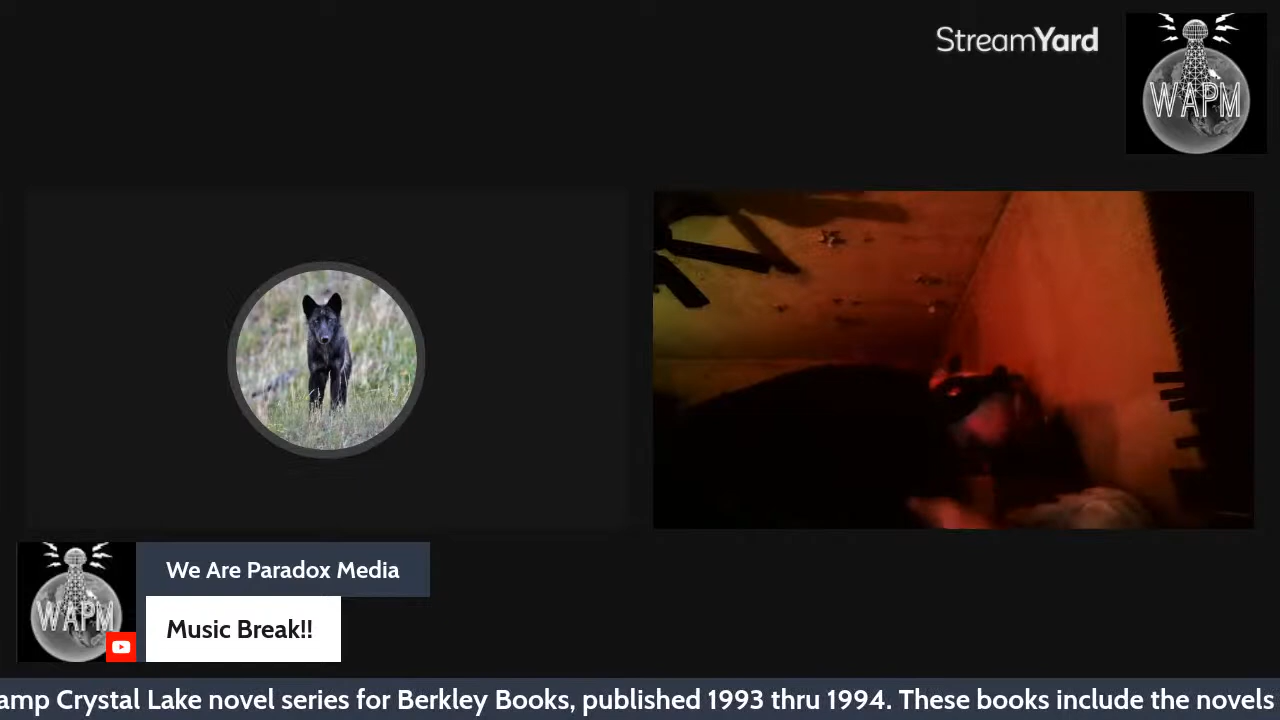 StreamYard
WAPM
We Are Paradox Media
WAPM
Music Break!!
amp Crystal Lake novel series for Berkley Books, published 1993 thru 1994. These books include the novels